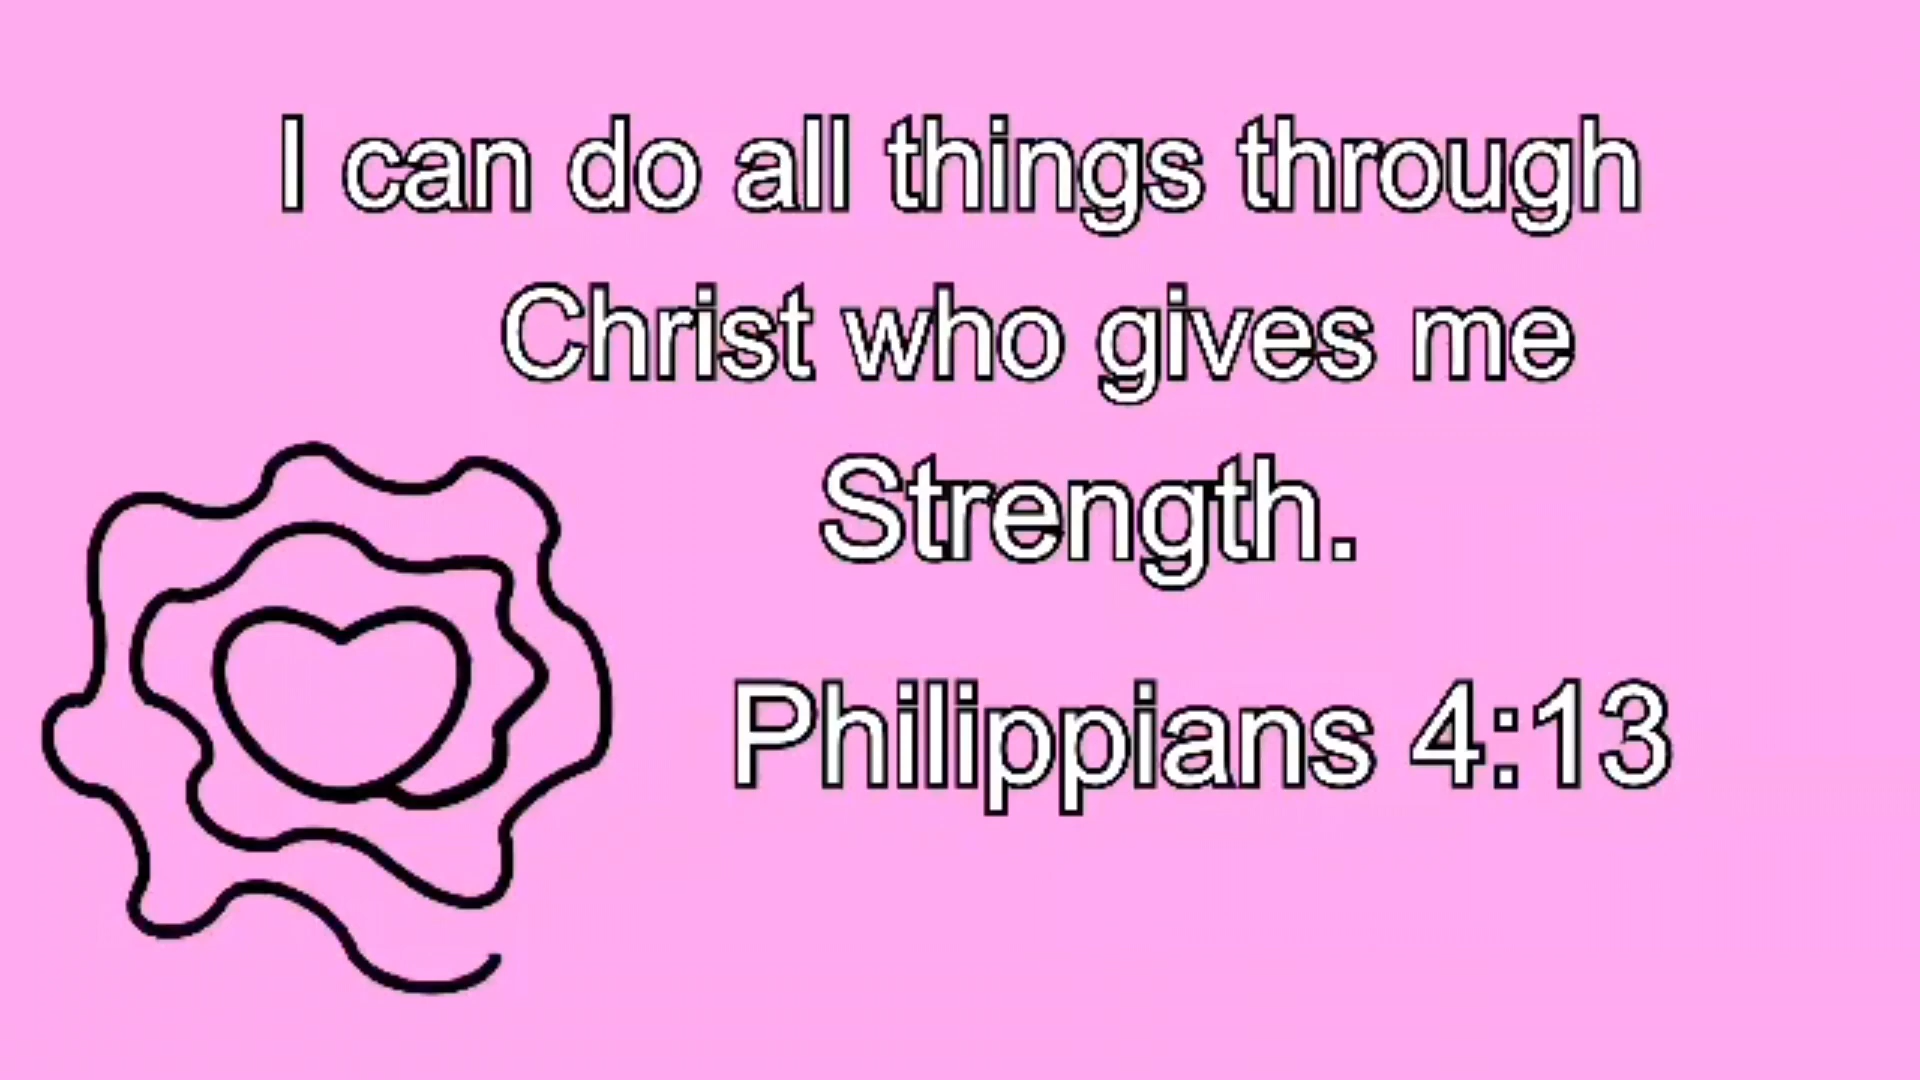 I can do all things through
Christ who gives me
Strength.
Philippians 4:13